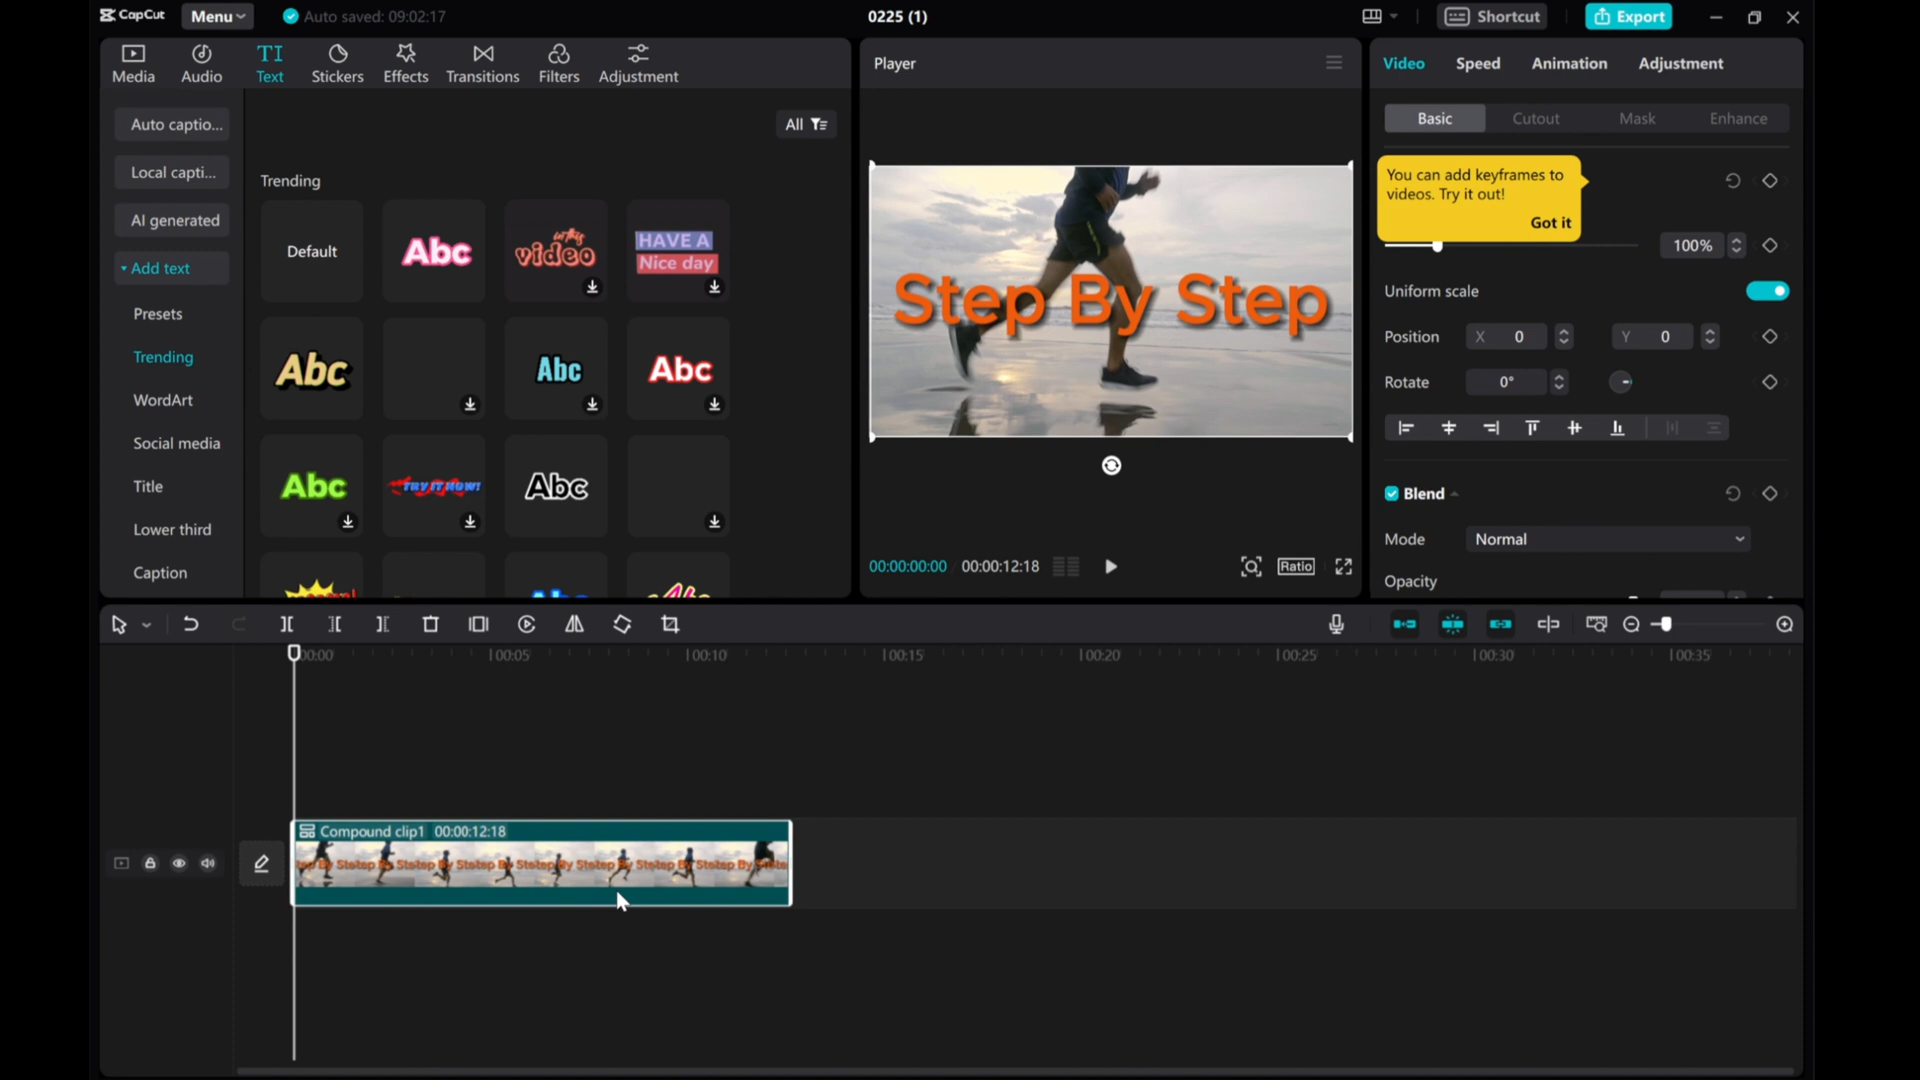 CapCut
Menu
Auto saved: 09:02:17
0225 (1)
Shortcut
Export
Media
Audio
TI
Text
Stickers
Effects
Transitions
Filters
Adjustment
Auto captio...
Local capti...
AI generated
Add text
Presets
Trending
WordArt
Social media
Title
Lower third
Caption
All
Trending
Default
Abc
video
HAVE A
Nice day
Abc
Abc
Abc
Abc
TRY IT NOW!
Abc
Player
Step By Step
00:00:00:00
00:00:12:18
Ratio
Video
Speed
Animation
Adjustment
Basic
Cutout
Mask
Enhance
You can add keyframes to
videos. Try it out!
Got it
100%
Uniform scale
Position
X 0
Y 0
Rotate
0°
Blend
Mode
Normal
Opacity
00:00
00:05
00:10
00:15
00:20
00:25
00:30
00:35
Compound clip1 00:00:12:18